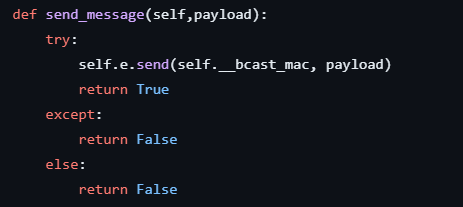 def send_message(self,payload):
    try:
        self.e.send(self.__bcast_mac, payload)
        return True
    except:
        return False
    else:
        return False